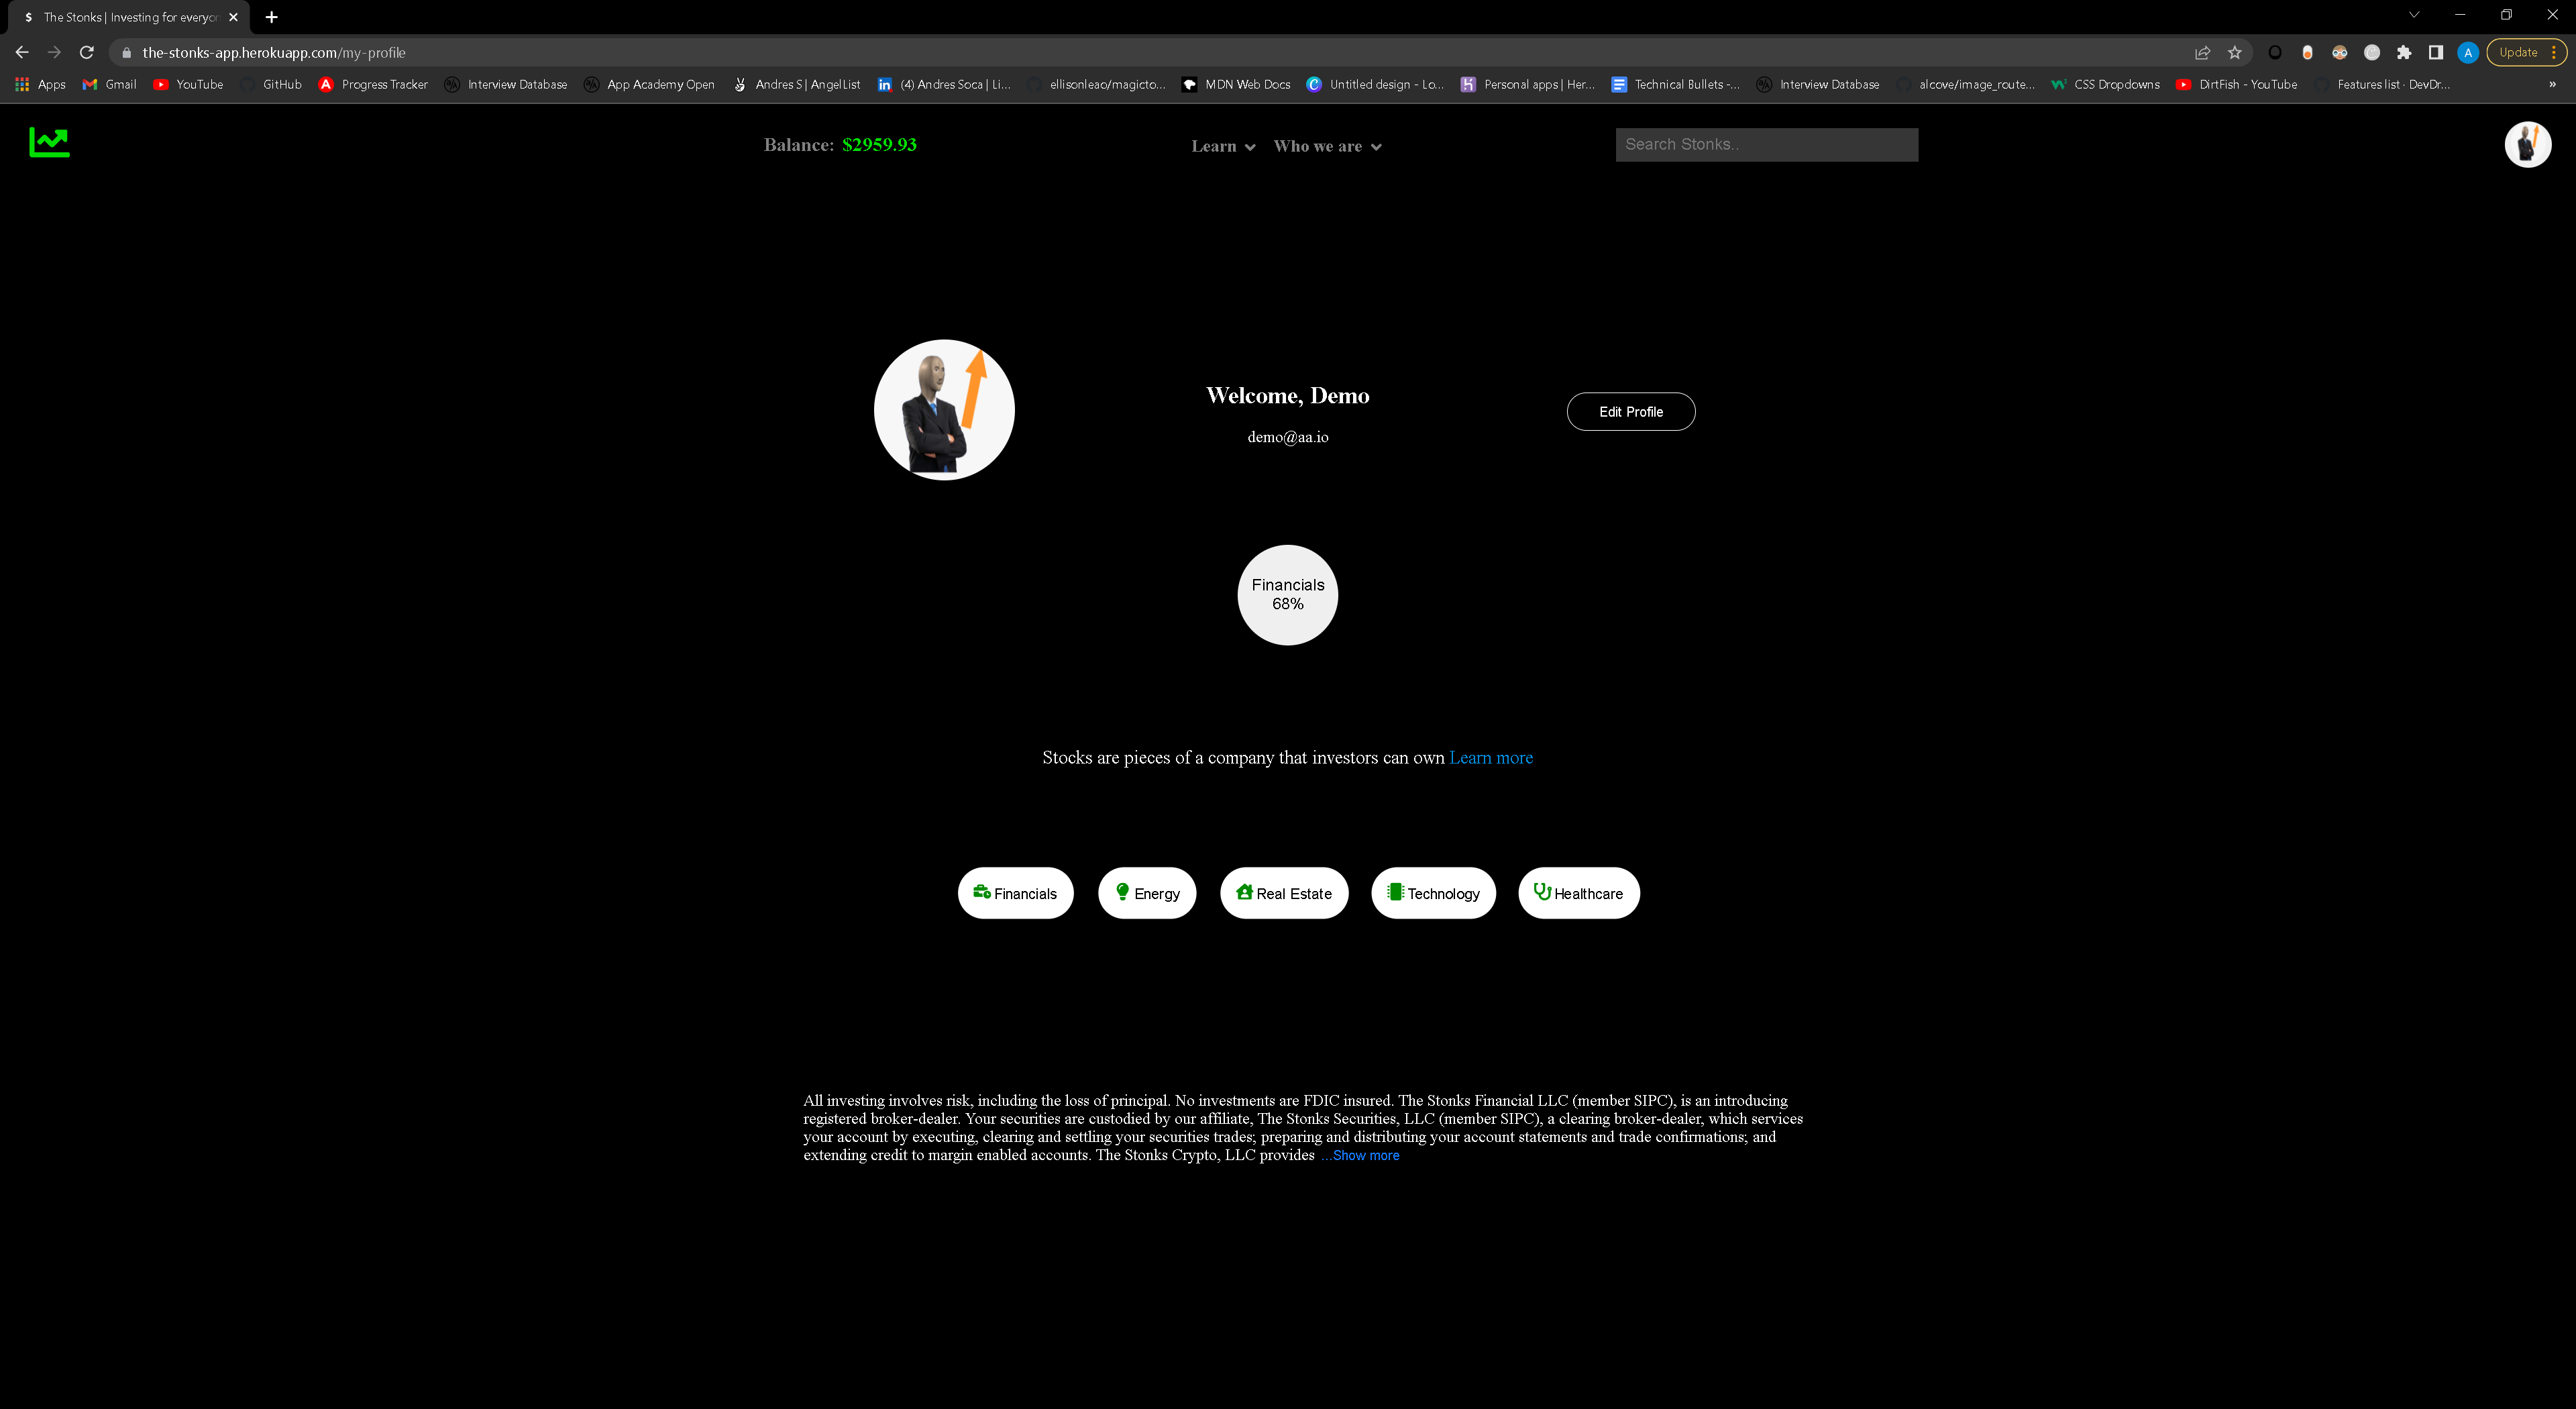 The Stonks | Investing for everyon
the-stonks-app.herokuapp.com/my-profile
Update
Apps Gmail YouTube GitHub Progress Tracker Interview Database App Academy Open Andres S | AngelList (4) Andres Soca | Li... ellisonleao/magicto... MDN Web Docs Untitled design - Lo... Personal apps | Her... Technical Bullets -... Interview Database alcove/image_route... CSS Dropdowns DirtFish - YouTube Features list · DevDr... »
Balance: $2959.93 Learn Who we are Search Stonks..
Welcome, Demo
demo@aa.io
Edit Profile
Financials
68%
Stocks are pieces of a company that investors can own Learn more
Financials Energy Real Estate Technology Healthcare
All investing involves risk, including the loss of principal. No investments are FDIC insured. The Stonks Financial LLC (member SIPC), is an introducing
registered broker-dealer. Your securities are custodied by our affiliate, The Stonks Securities, LLC (member SIPC), a clearing broker-dealer, which services
your account by executing, clearing and settling your securities trades; preparing and distributing your account statements and trade confirmations; and
extending credit to margin enabled accounts. The Stonks Crypto, LLC provides ...Show more